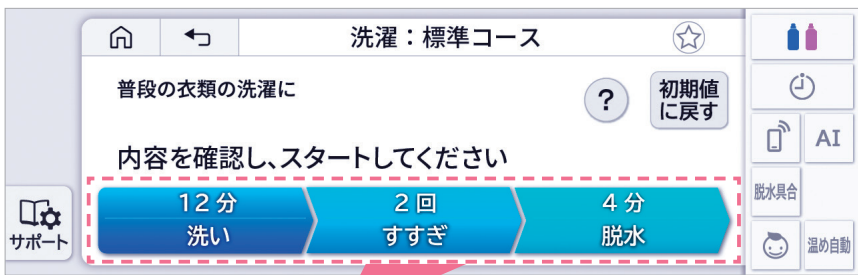 洗濯：標準コース
普段の衣類の洗濯に
?
初期値
に戻す
内容を確認し、スタートしてください
12分
洗い
2回
すすぎ
4分
脱水
サポート
AI
脱水具合
温め自動